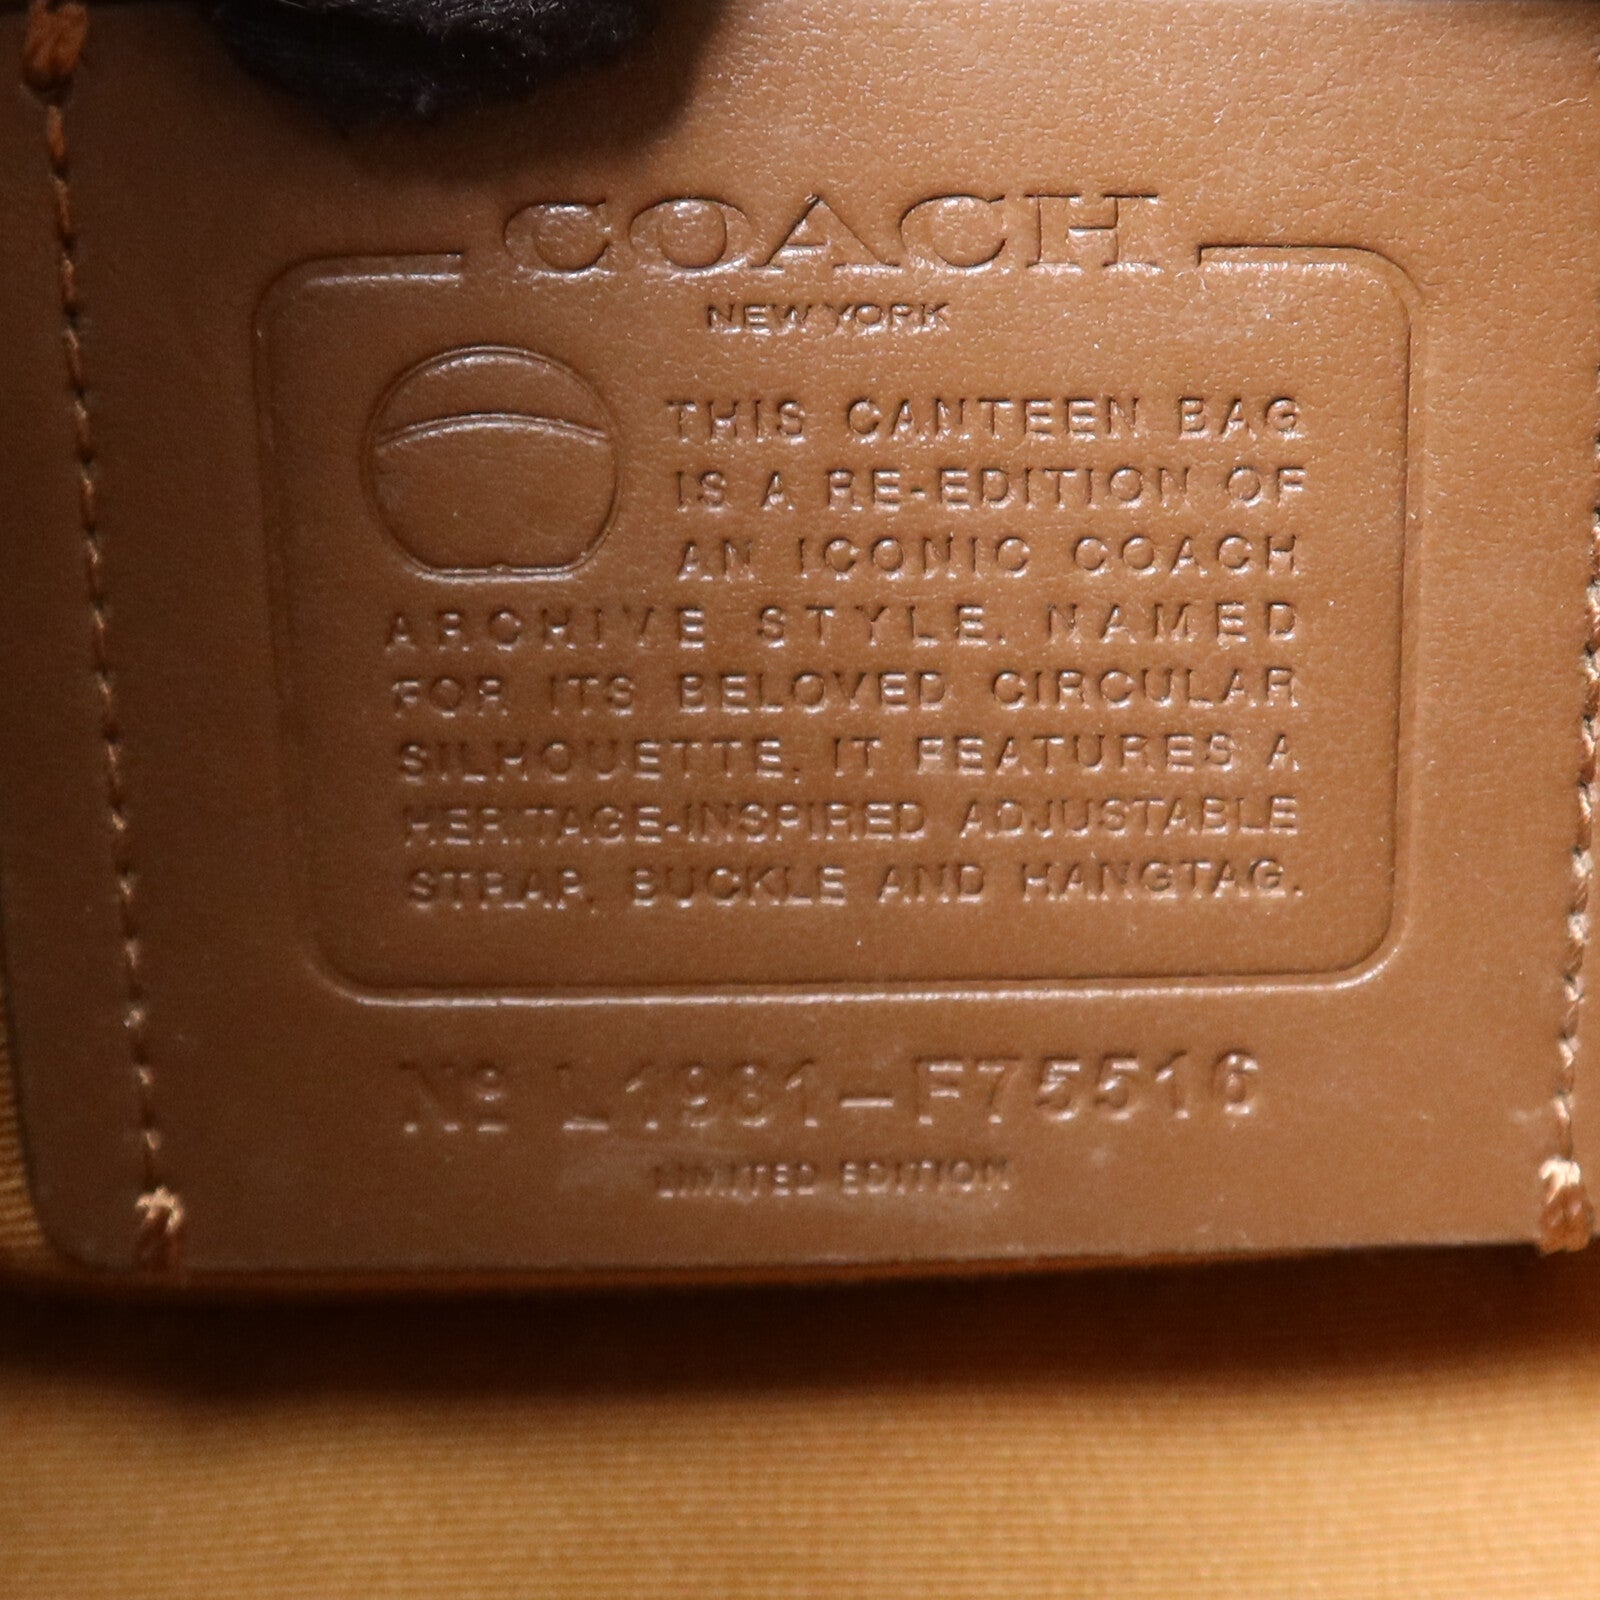 COACH
NEW YORK
THIS CANTEEN BAG
IS A RE-EDITION OF
AN ICONIC COACH
ARCHIVE STYLE. NAMED
FOR ITS BELOVED CIRCULAR
SILHOUETTE, IT FEATURES A
HERITAGE-INSPIRED ADJUSTABLE
STRAP, BUCKLE AND HANGTAG.
Nº L1981-F75516
LIMITED EDITION